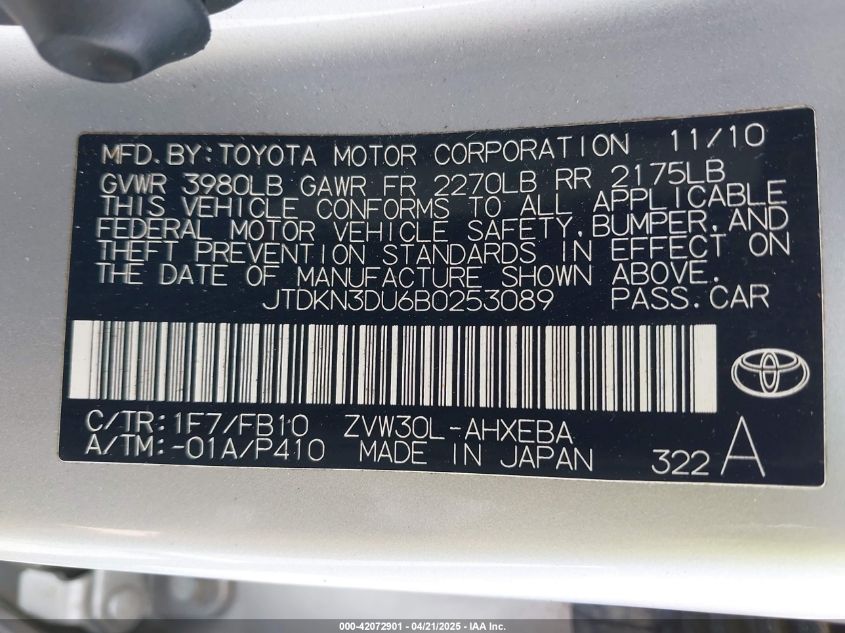 MFD. BY: TOYOTA MOTOR CORPORATION 11/10
GVWR 3980LB GAWR FR 2270LB RR 2175LB
THIS VEHICLE CONFORMS TO ALL APPLICABLE
FEDERAL MOTOR VEHICLE SAFETY, BUMPER, AND
THEFT PREVENTION STANDARDS IN EFFECT ON
THE DATE OF MANUFACTURE SHOWN ABOVE.
JTDKN3DU6B0253089 PASS. CAR
C/TR: 1F7/FB10 ZVW30L-AHXEBA
A/TM: -01A/P410 MADE IN JAPAN 322 A
000-42072901 - 04/21/2025 - IAA Inc.